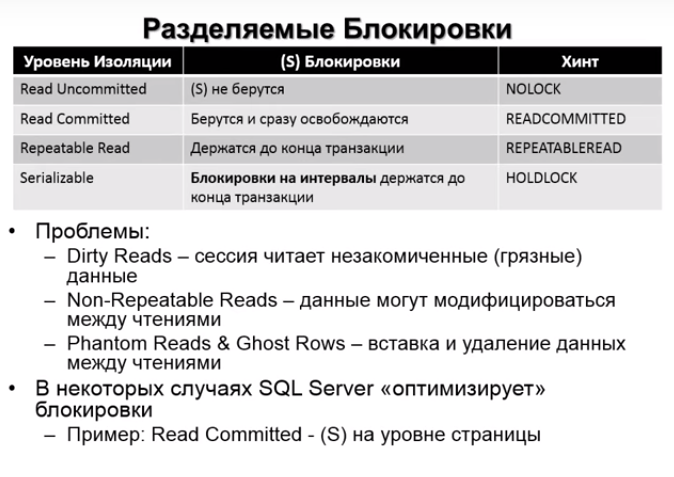 Разделяемые Блокировки
Уровень Изоляции (S) Блокировки Хинт
Read Uncommitted (S) не берутся NOLOCK
Read Committed Берутся и сразу освобождаются READCOMMITTED
Repeatable Read Держатся до конца транзакции REPEATABLEREAD
Serializable Блокировки на интервалы держатся до HOLDLOCK
конца транзакции
• Проблемы:
– Dirty Reads – сессия читает незакомиченные (грязные)
данные
– Non-Repeatable Reads – данные могут модифицироваться
между чтениями
– Phantom Reads & Ghost Rows – вставка и удаление данных
между чтениями
• В некоторых случаях SQL Server «оптимизирует»
блокировки
– Пример: Read Committed - (S) на уровне страницы